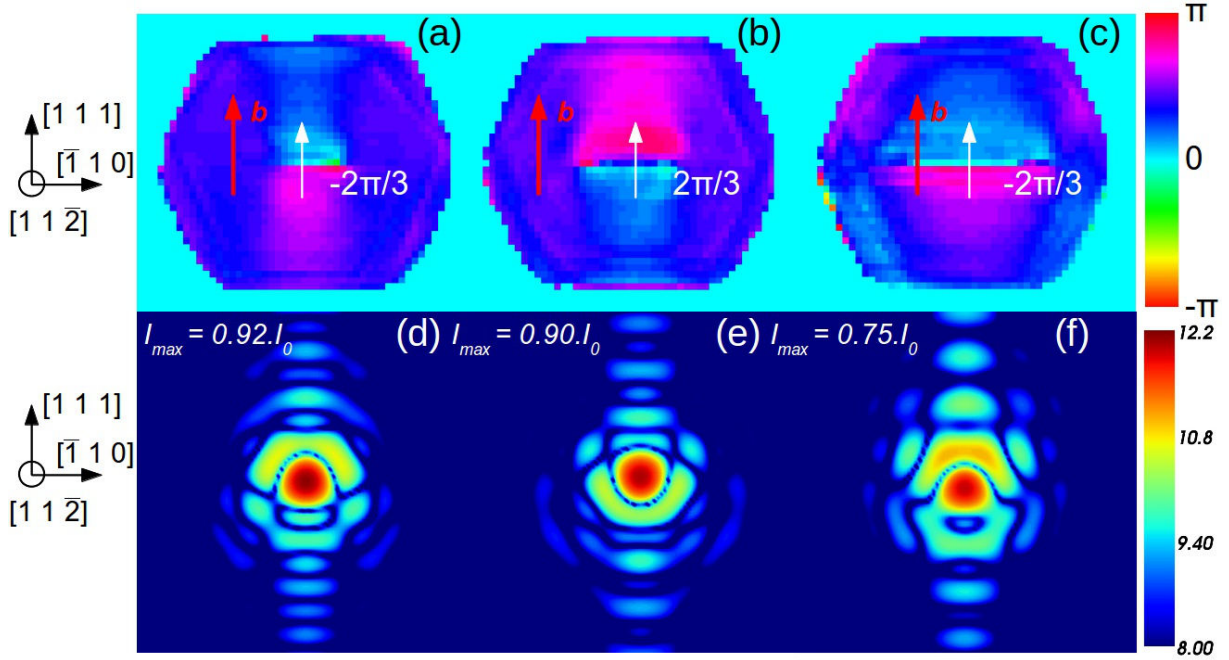 (a) (b) (c)
π
0
-π
[1 1 1]
[1̅ 1 0]
[1 1 2̅]
b
-2π/3
b
2π/3
b
-2π/3
I_max = 0.92.I_0 (d)
I_max = 0.90.I_0 (e)
I_max = 0.75.I_0 (f)
12.2
10.8
9.40
8.00
[1 1 1]
[1̅ 1 0]
[1 1 2̅]